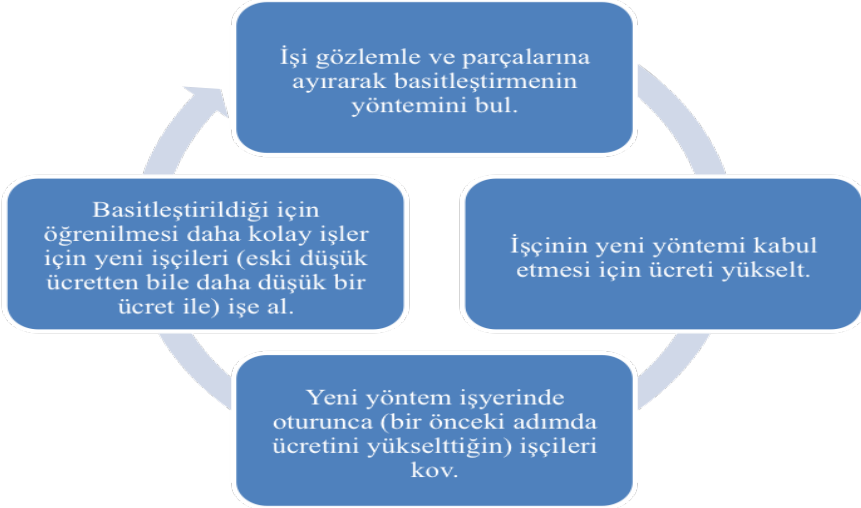 İşi gözlemle ve parçalarına
ayırarak basitleştirmenin
yöntemini bul.
İşçinin yeni yöntemi kabul
etmesi için ücreti yükselt.
Yeni yöntem işyerinde
oturunca (bir önceki adımda
ücretini yükselttiğin) işçileri
kov.
Basitleştirildiği için
öğrenilmesi daha kolay işler
için yeni işçileri (eski düşük
ücretten bile daha düşük bir
ücret ile) işe al.